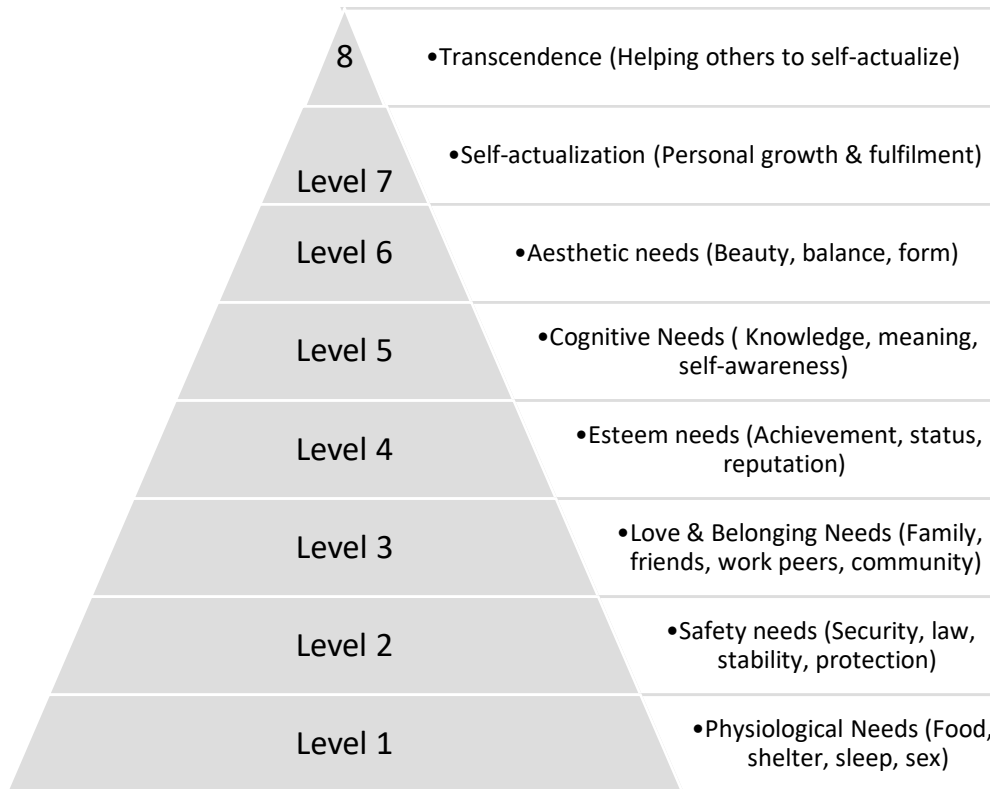 8
•Transcendence (Helping others to self-actualize)
Level 7
•Self-actualization (Personal growth & fulfilment)
Level 6
•Aesthetic needs (Beauty, balance, form)
Level 5
•Cognitive Needs ( Knowledge, meaning,
self-awareness)
Level 4
•Esteem needs (Achievement, status,
reputation)
Level 3
•Love & Belonging Needs (Family,
friends, work peers, community)
Level 2
•Safety needs (Security, law,
stability, protection)
Level 1
•Physiological Needs (Food,
shelter, sleep, sex)